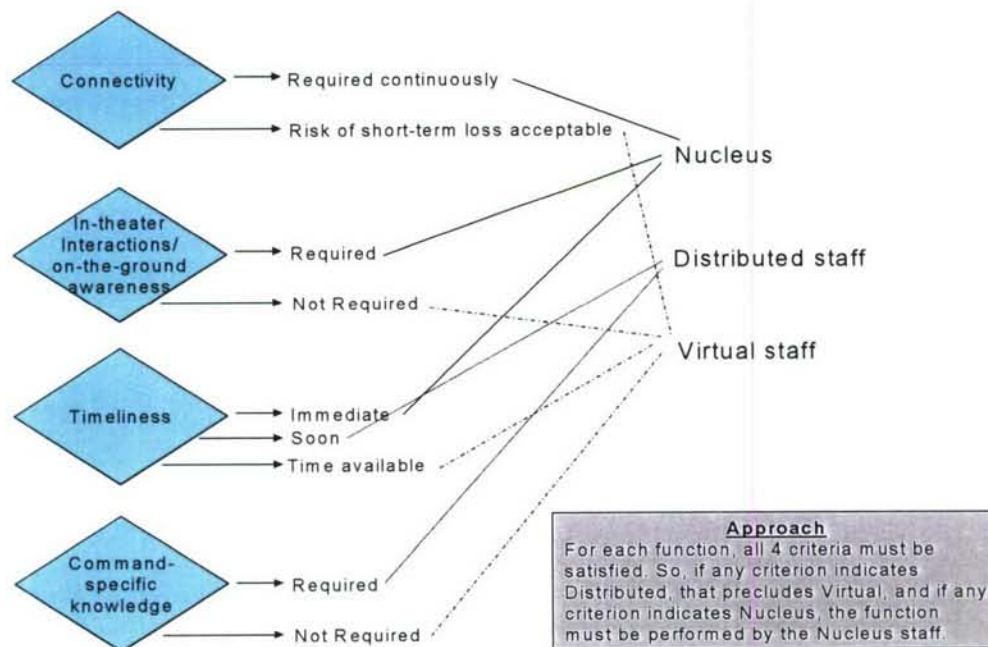 Connectivity
Required continuously
Risk of short-term loss acceptable
Nucleus
In-theater
Interactions/
on-the-ground
awareness
Required
Not Required
Distributed staff
Virtual staff
Timeliness
Immediate
Soon
Time available
Command-
specific
knowledge
Required
Not Required
Approach
For each function, all 4 criteria must be
satisfied. So, if any criterion indicates
Distributed, that precludes Virtual, and if any
criterion indicates Nucleus, the function
must be performed by the Nucleus staff.